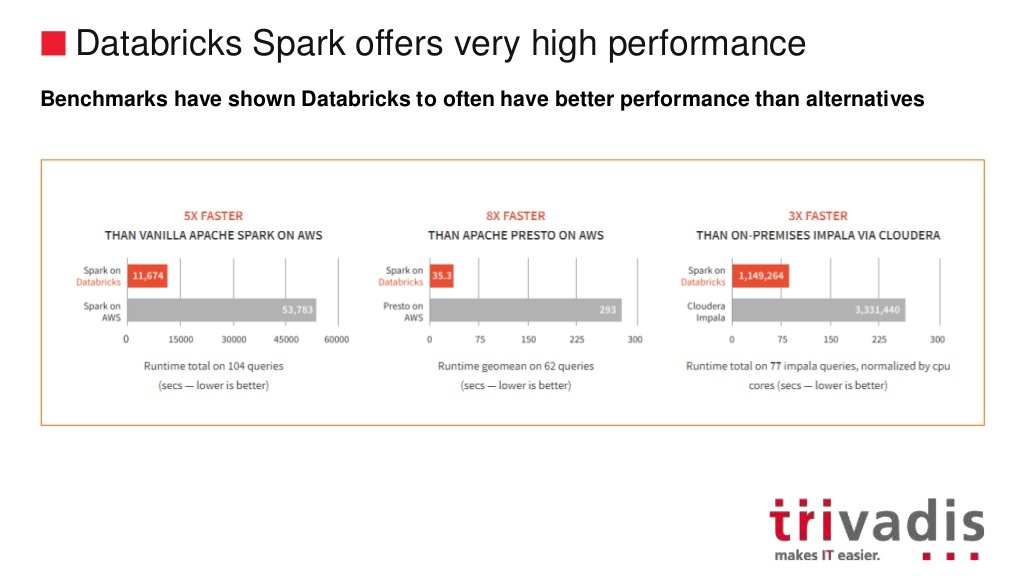 Databricks Spark offers very high performance
Benchmarks have shown Databricks to often have better performance than alternatives
5X FASTER
THAN VANILLA APACHE SPARK ON AWS
Spark on
Databricks
11,674
Spark on
AWS
53,783
0 15000 30000 45000 60000
Runtime total on 104 queries
(secs — lower is better)
8X FASTER
THAN APACHE PRESTO ON AWS
Spark on
Databricks
35.3
Presto on
AWS
293
0 75 150 225 300
Runtime geomean on 62 queries
(secs — lower is better)
3X FASTER
THAN ON-PREMISES IMPALA VIA CLOUDERA
Spark on
Databricks
1,149,264
Cloudera
Impala
3,331,440
0 75 150 225 300
Runtime total on 77 impala queries, normalized by cpu
cores (secs — lower is better)
trivadis
makes IT easier.